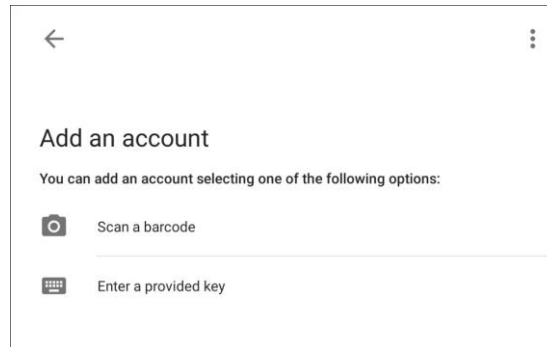 Add an account
You can add an account selecting one of the following options:
Scan a barcode
Enter a provided key